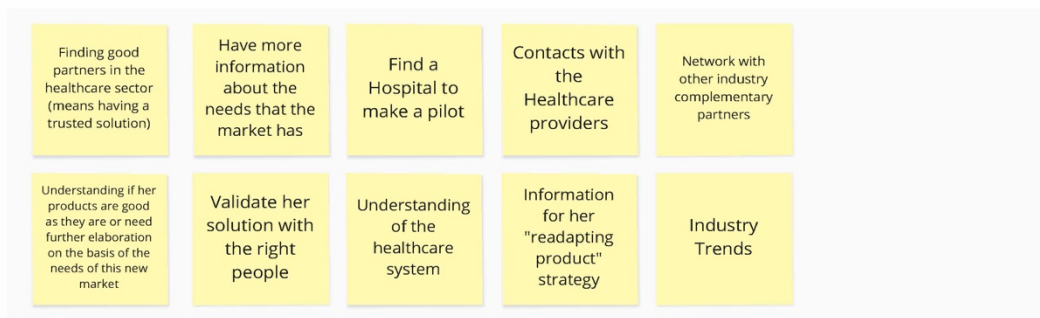 Finding good
partners in the
healthcare sector
(means having a
trusted solution)
Have more
information
about the
needs that the
market has
Find a
Hospital to
make a pilot
Contacts with
the
Healthcare
providers
Network with
other industry
complementary
partners
Understanding if her
products are good
as they are or need
further elaboration
on the basis of the
needs of this new
market
Validate her
solution with
the right
people
Understanding
of the
healthcare
system
Information
for her
"readapting
product"
strategy
Industry
Trends